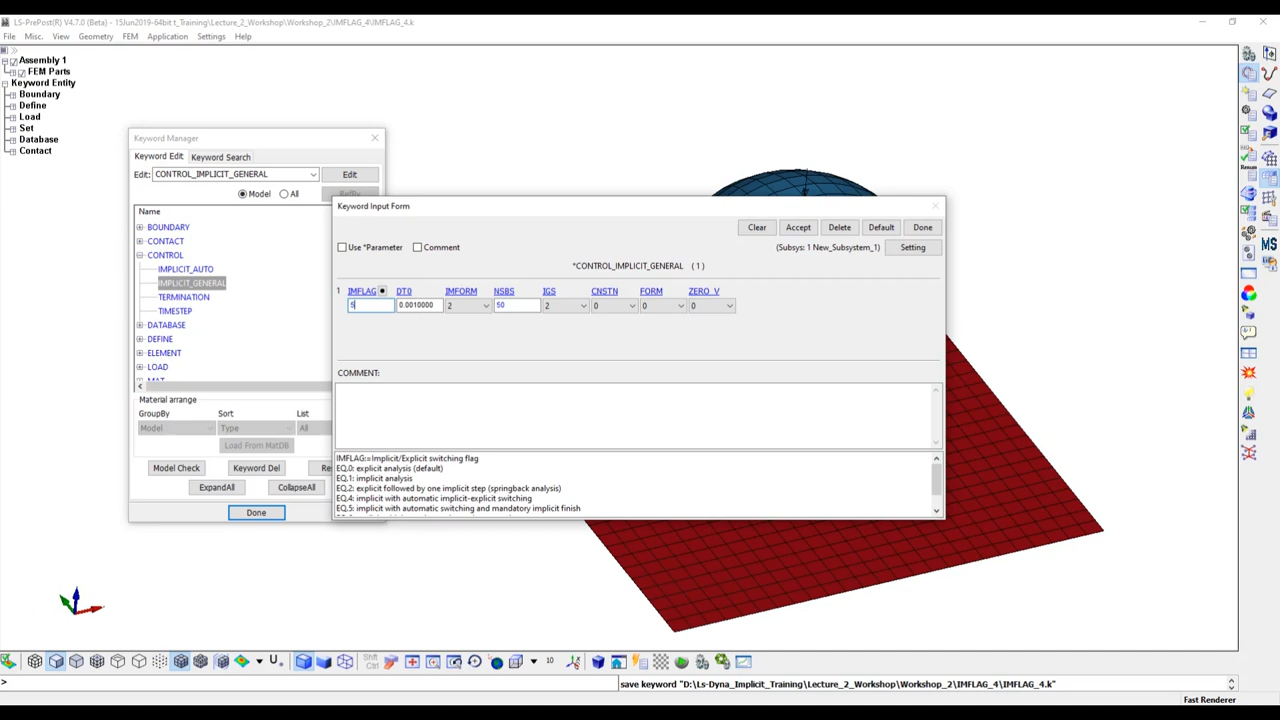 LS-PrePost(R) V4.7.0 (Beta) - 15Jun2019-64bit t_Training\Lecture_2_Workshop\Workshop_2\IMFLAG_4\IMFLAG_4.k
File Misc. View Geometry FEM Application Settings Help
Assembly 1
FEM Parts
Keyword Entity
Boundary
Define
Load
Set
Database
Contact
Keyword Manager
Keyword Edit Keyword Search
Edit: CONTROL_IMPLICIT_GENERAL Edit
Model All RefBy
Name
BOUNDARY
CONTACT
CONTROL
IMPLICIT_AUTO
IMPLICIT_GENERAL
TERMINATION
TIMESTEP
DATABASE
DEFINE
ELEMENT
LOAD
MAT
Material arrange
GroupBy Sort List
Model Type All
Load From MatDB
Model Check Keyword Del Re
ExpandAll CollapseAll
Done
Keyword Input Form
Clear Accept Delete Default Done
Use *Parameter Comment (Subsys: 1 New_Subsystem_1) Setting
*CONTROL_IMPLICIT_GENERAL (1)
1 IMFLAG DT0 IMFORM NSBS IGS CNSTN FORM ZERO_V
5 0.0010000 2 50 2 0 0 0
COMMENT:
IMFLAG:=Implicit/Explicit switching flag
EQ.0: explicit analysis (default)
EQ.1: implicit analysis
EQ.2: explicit followed by one implicit step (springback analysis)
EQ.4: implicit with automatic implicit-explicit switching
EQ.5: implicit with automatic switching and mandatory implicit finish
MS
Shft
Ctrl
U.
10
> save keyword "D:\Ls-Dyna_Implicit_Training\Lecture_2_Workshop\Workshop_2\IMFLAG_4\IMFLAG_4.k"
Fast Renderer